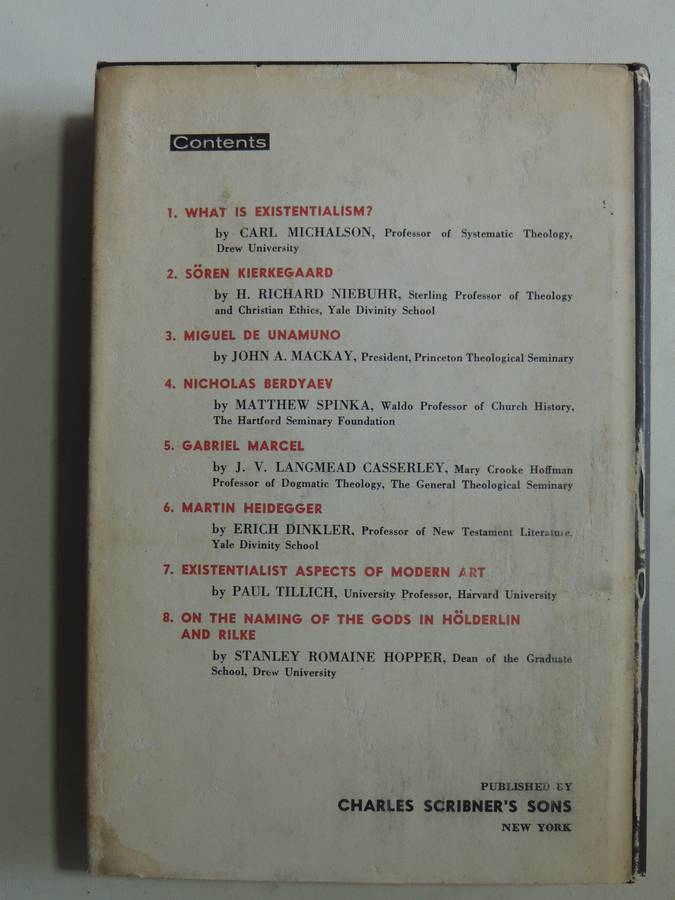 Contents
1. WHAT IS EXISTENTIALISM?
by CARL MICHALSON, Professor of Systematic Theology,
Drew University
2. SÖREN KIERKEGAARD
by H. RICHARD NIEBUHR, Sterling Professor of Theology
and Christian Ethics, Yale Divinity School
3. MIGUEL DE UNAMUNO
by JOHN A. MACKAY, President, Princeton Theological Seminary
4. NICHOLAS BERDYAEV
by MATTHEW SPINKA, Waldo Professor of Church History,
The Hartford Seminary Foundation
5. GABRIEL MARCEL
by J. V. LANGMEAD CASSERLEY, Mary Crooke Hoffman
Professor of Dogmatic Theology, The General Theological Seminary
6. MARTIN HEIDEGGER
by ERICH DINKLER, Professor of New Testament Literature,
Yale Divinity School
7. EXISTENTIALIST ASPECTS OF MODERN ART
by PAUL TILLICH, University Professor, Harvard University
8. ON THE NAMING OF THE GODS IN HÖLDERLIN
AND RILKE
by STANLEY ROMAINE HOPPER, Dean of the Graduate
School, Drew University
PUBLISHED BY
CHARLES SCRIBNER'S SONS
NEW YORK